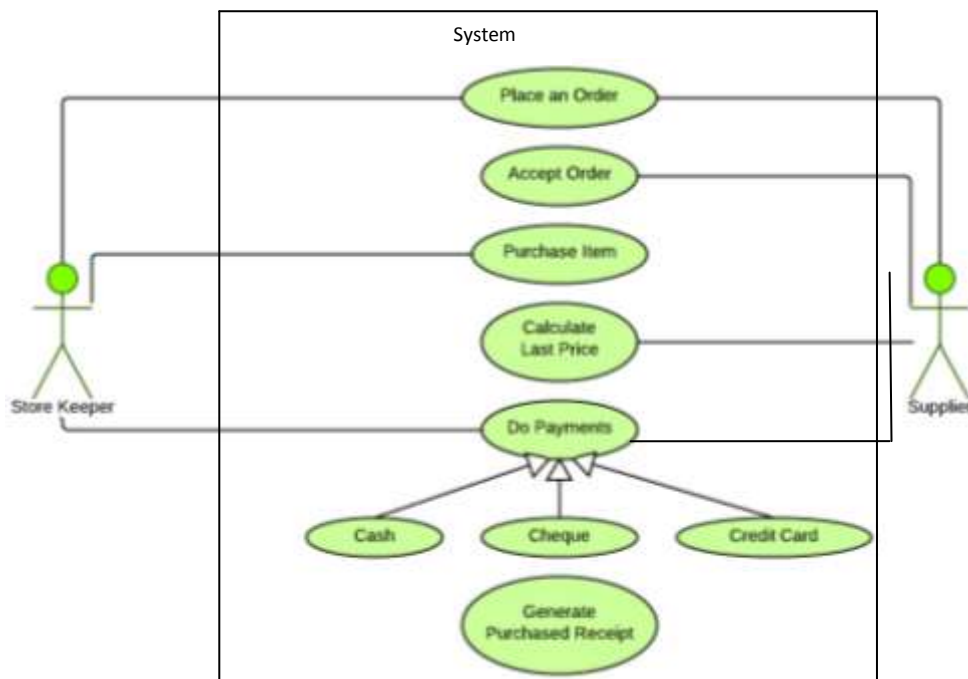 System
Place an Order
Accept Order
Purchase Item
Calculate
Last Price
Store Keeper
Supplier
Do Payments
Cash
Cheque
Credit Card
Generate
Purchased Receipt